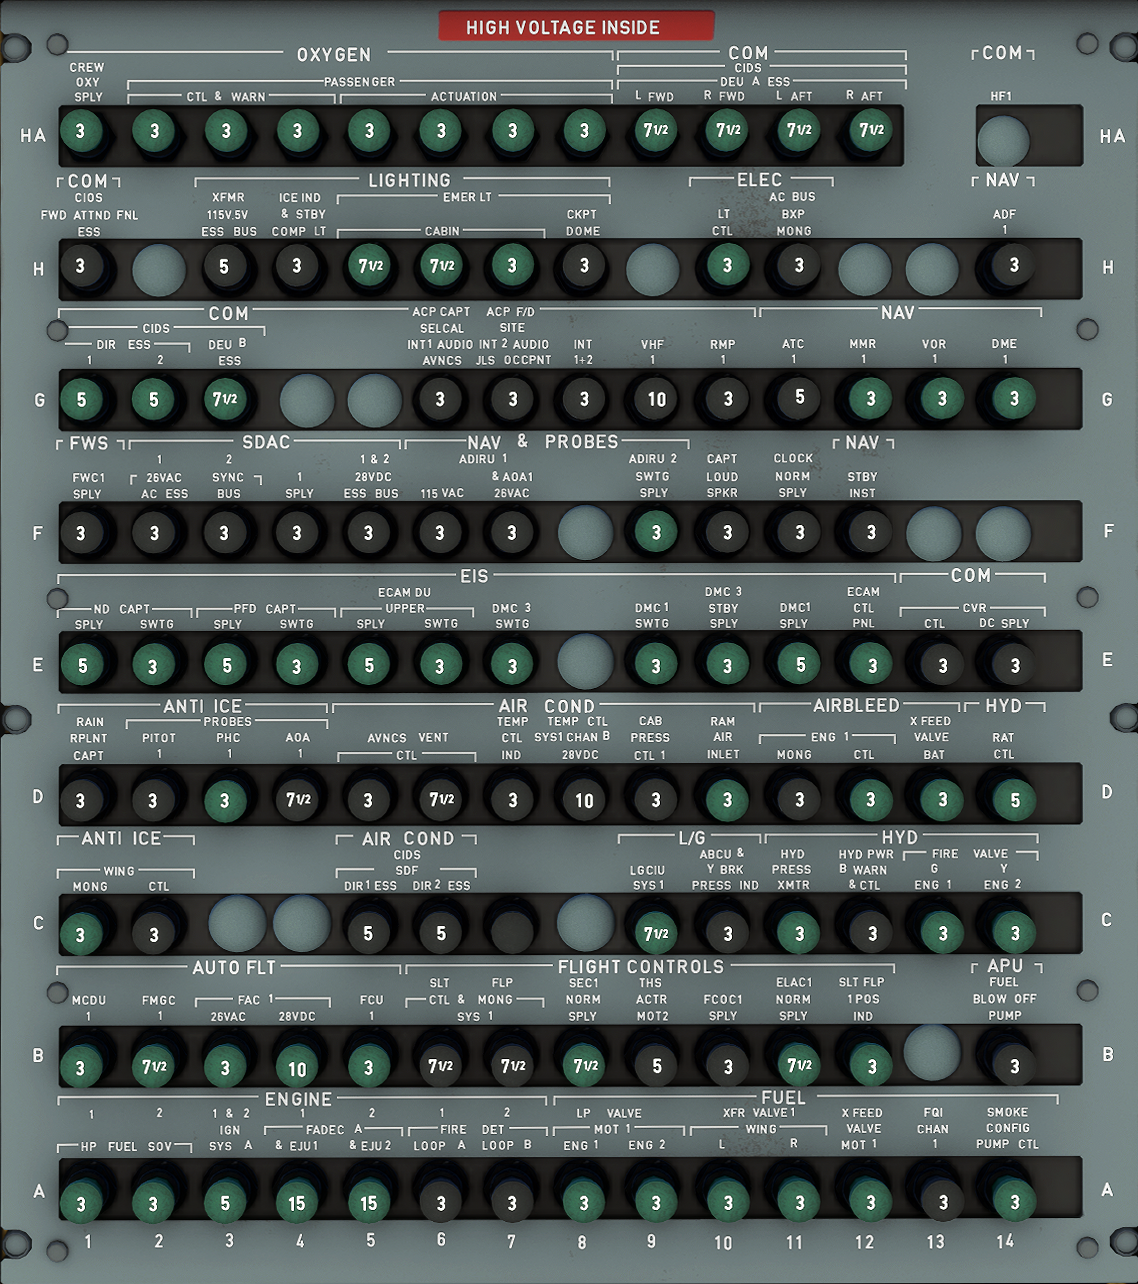 HIGH VOLTAGE INSIDE
OXYGEN COM COM
CREW CIDS
OXY PASSENGER DEU A ESS
SPLY CTL & WARN ACTUATION L FWD R FWD L AFT R AFT HF1
HA 3 3 3 3 3 3 3 3 71/2 71/2 71/2 71/2 HA
COM LIGHTING ELEC NAV
CIOS XFMR ICE IND EMER LT AC BUS
FWD ATTND FNL 115V.5V & STBY CKPT LT BXP ADF
ESS ESS BUS COMP LT CABIN DOME CTL MONG 1
H 3 5 3 71/2 71/2 3 3 3 3 3 H
COM ACP CAPT ACP F/D NAV
CIDS SELCAL SITE
DIR ESS DEU B INT1 AUDIO INT 2 AUDIO INT VHF RMP ATC MMR VOR DME
1 2 ESS AVNCS JLS OCCPNT 1+2 1 1 1 1 1 1
G 5 5 71/2 3 3 3 10 3 5 3 3 3 G
FWS SDAC NAV & PROBES NAV
1 2 1 & 2 ADIRU 1 ADIRU 2 CAPT CLOCK
FWC1 26VAC SYNC 1 28VDC & AOA1 SWTG LOUD NORM STBY
SPLY AC ESS BUS SPLY ESS BUS 115 VAC 26VAC SPLY SPKR SPLY INST
F 3 3 3 3 3 3 3 3 3 3 3 F
EIS COM
ECAM DU DMC 3 ECAM
ND CAPT PFD CAPT UPPER DMC 3 DMC 1 STBY DMC1 CTL CVR
SPLY SWTG SPLY SWTG SPLY SWTG SWTG SWTG SPLY SPLY PNL CTL DC SPLY
E 5 3 5 3 5 3 3 3 3 5 3 3 3 E
ANTI ICE AIR COND AIRBLEED HYD
RAIN PROBES TEMP TEMP CTL CAB RAM X FEED
RPLNT PITOT PHC AOA AVNCS VENT CTL SYS1 CHAN B PRESS AIR ENG 1 VALVE RAT
CAPT 1 1 1 CTL IND 28VDC CTL 1 INLET MONG CTL BAT CTL
D 3 3 3 71/2 3 71/2 3 10 3 3 3 3 3 5 D
ANTI ICE AIR COND L/G HYD
CIDS ABCU & HYD HYD PWR FIRE VALVE
WING SDF LGCIU Y BRK PRESS B WARN G Y
MONG CTL DIR 1 ESS DIR 2 ESS SYS 1 PRESS IND XMTR & CTL ENG 1 ENG 2
C 3 3 5 5 71/2 3 3 3 3 3 C
AUTO FLT FLIGHT CONTROLS APU
SLT FLP SEC1 THS ELAC1 SLT FLP FUEL
MCDU FMGC FAC 1 FCU CTL & MONG NORM ACTR FCOC1 NORM 1POS BLOW OFF
1 1 26VAC 28VDC 1 SYS 1 SPLY MOT2 SPLY SPLY IND PUMP
B 3 71/2 3 10 3 71/2 71/2 71/2 5 3 71/2 3 3 B
ENGINE FUEL
1 2 1 & 2 1 2 1 2 LP VALVE XFR VALVE 1 X FEED FQI SMOKE
IGN FADEC A FIRE DET MOT 1 WING VALVE CHAN CONFIG
HP FUEL SOV SYS A & EJU1 & EJU2 LOOP A LOOP B ENG 1 ENG 2 L R MOT 1 1 PUMP CTL
A 3 3 5 15 15 3 3 3 3 3 3 3 3 3 A
1 2 3 4 5 6 7 8 9 10 11 12 13 14